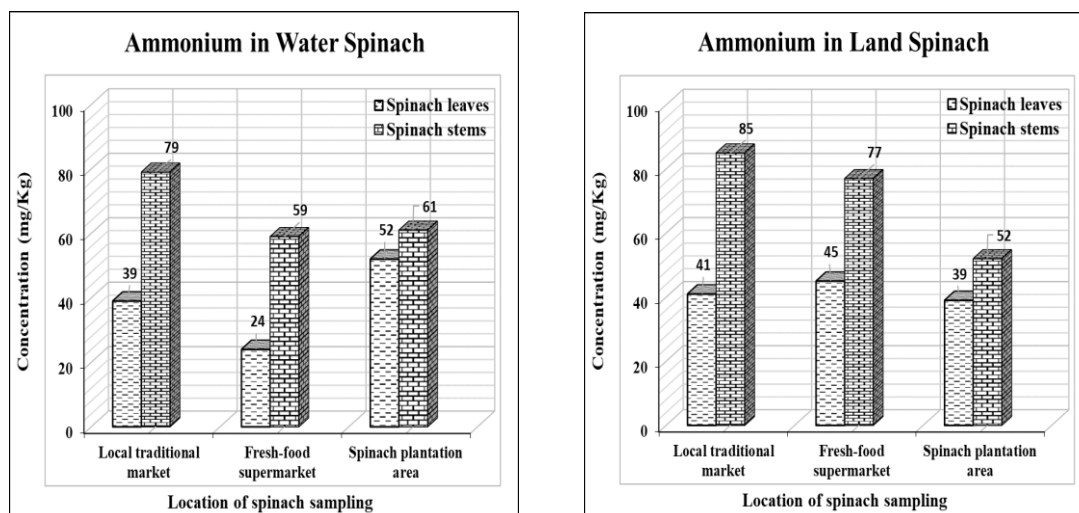 Ammonium in Water Spinach
Spinach leaves
Spinach stems
Concentration (mg/Kg)
100
80
60
40
20
0
39
79
24
59
52
61
Local traditional
market
Fresh-food
supermarket
Spinach plantation
area
Location of spinach sampling
Ammonium in Land Spinach
Spinach leaves
Spinach stems
Concentration (mg/Kg)
100
80
60
40
20
0
41
85
45
77
39
52
Local traditional
market
Fresh-food
supermarket
Spinach plantation
area
Location of spinach sampling